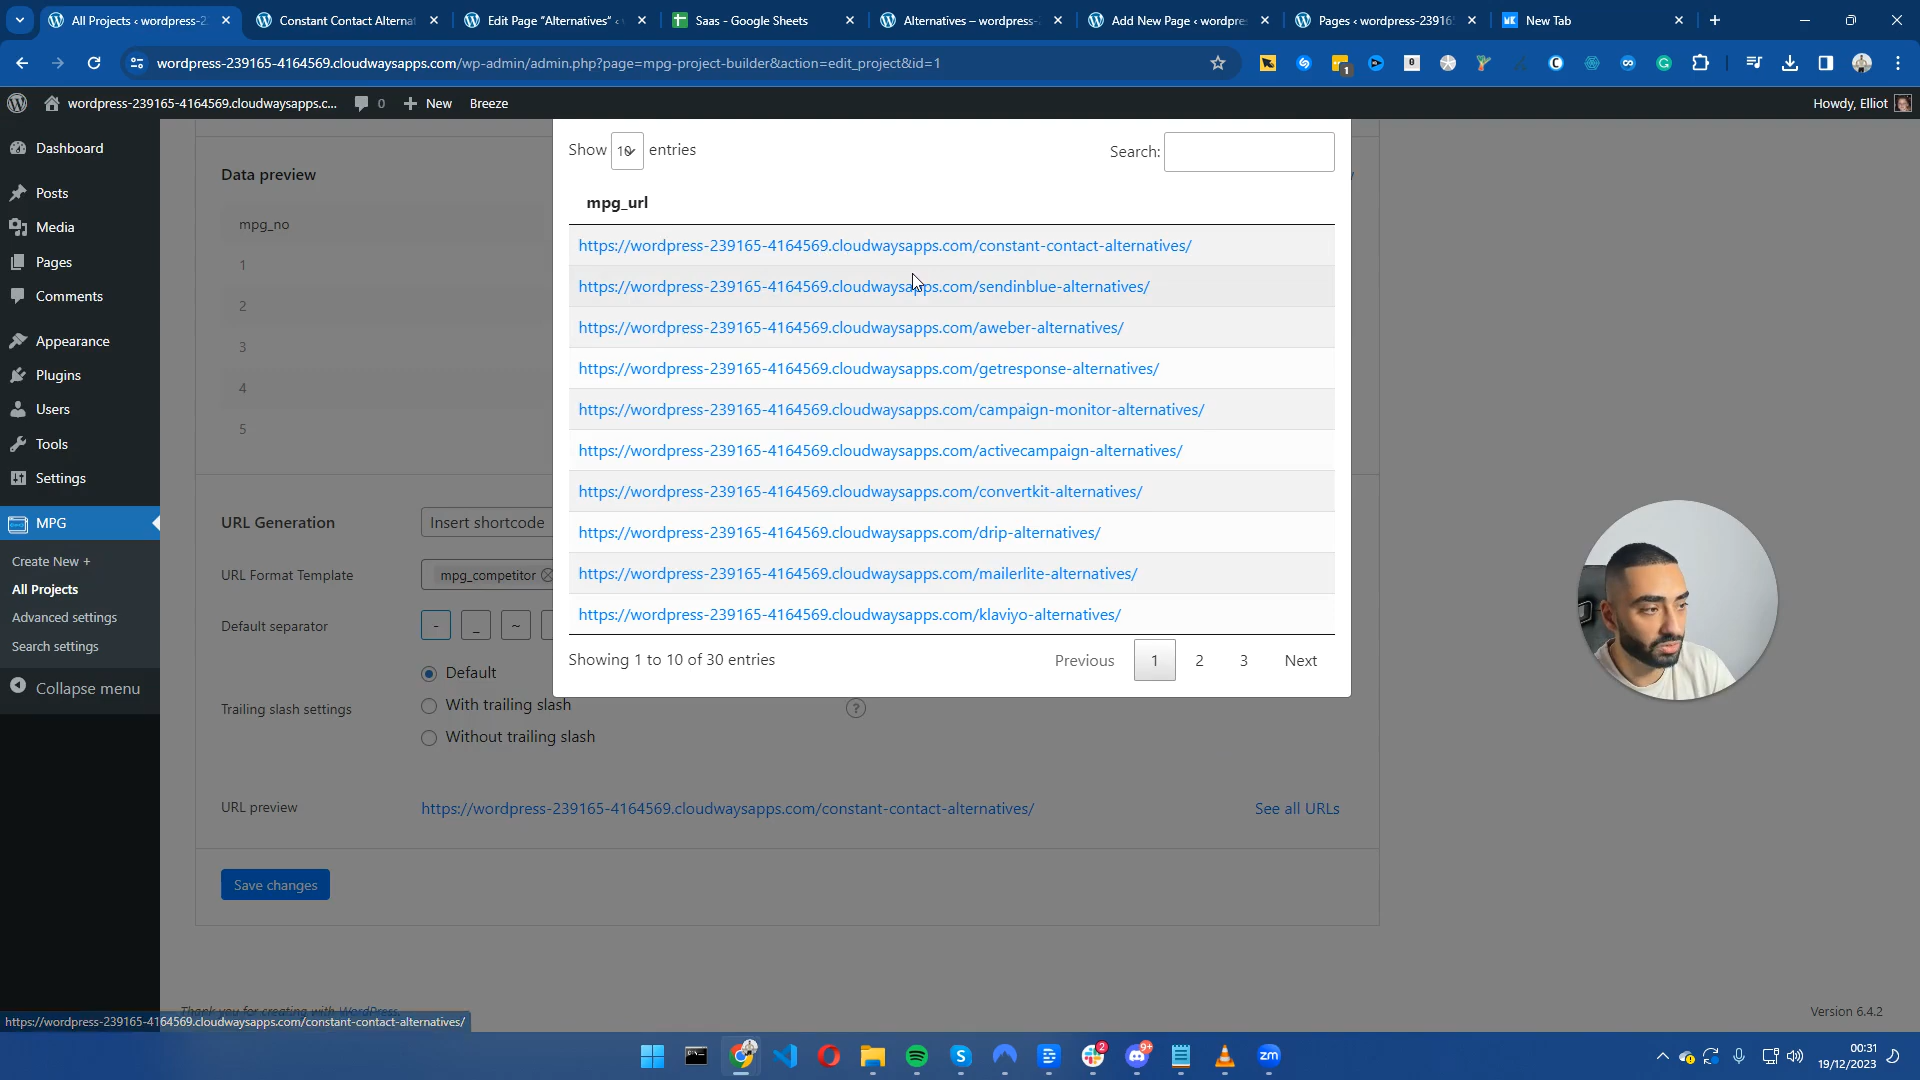 All Projects ‹ wordpress-2
Constant Contact Alternat
Edit Page “Alternatives” ‹
Saas - Google Sheets
Alternatives – wordpress-
Add New Page ‹ wordpre
Pages ‹ wordpress-23916
New Tab
wordpress-239165-4164569.cloudwaysapps.com/wp-admin/admin.php?page=mpg-project-builder&action=edit_project&id=1
wordpress-239165-4164569.cloudwaysapps.c...
0
New
Breeze
Howdy, Elliot
Dashboard
Posts
Media
Pages
Comments
Appearance
Plugins
Users
Tools
Settings
MPG
Create New +
All Projects
Advanced settings
Search settings
Collapse menu
Data preview
mpg_no
1
2
3
4
5
Show 10 entries
Search:
mpg_url
https://wordpress-239165-4164569.cloudwaysapps.com/constant-contact-alternatives/
https://wordpress-239165-4164569.cloudwaysapps.com/sendinblue-alternatives/
https://wordpress-239165-4164569.cloudwaysapps.com/aweber-alternatives/
https://wordpress-239165-4164569.cloudwaysapps.com/getresponse-alternatives/
https://wordpress-239165-4164569.cloudwaysapps.com/campaign-monitor-alternatives/
https://wordpress-239165-4164569.cloudwaysapps.com/activecampaign-alternatives/
https://wordpress-239165-4164569.cloudwaysapps.com/convertkit-alternatives/
https://wordpress-239165-4164569.cloudwaysapps.com/drip-alternatives/
https://wordpress-239165-4164569.cloudwaysapps.com/mailerlite-alternatives/
https://wordpress-239165-4164569.cloudwaysapps.com/klaviyo-alternatives/
Showing 1 to 10 of 30 entries
Previous 1 2 3 Next
URL Generation
Insert shortcode
URL Format Template
mpg_competitor
Default separator
- _ ~
Trailing slash settings
Default
With trailing slash
Without trailing slash
?
URL preview
https://wordpress-239165-4164569.cloudwaysapps.com/constant-contact-alternatives/
See all URLs
Save changes
Thank you for creating with WordPress.
Version 6.4.2
https://wordpress-239165-4164569.cloudwaysapps.com/constant-contact-alternatives/
2
9+
zm
00:31
19/12/2023